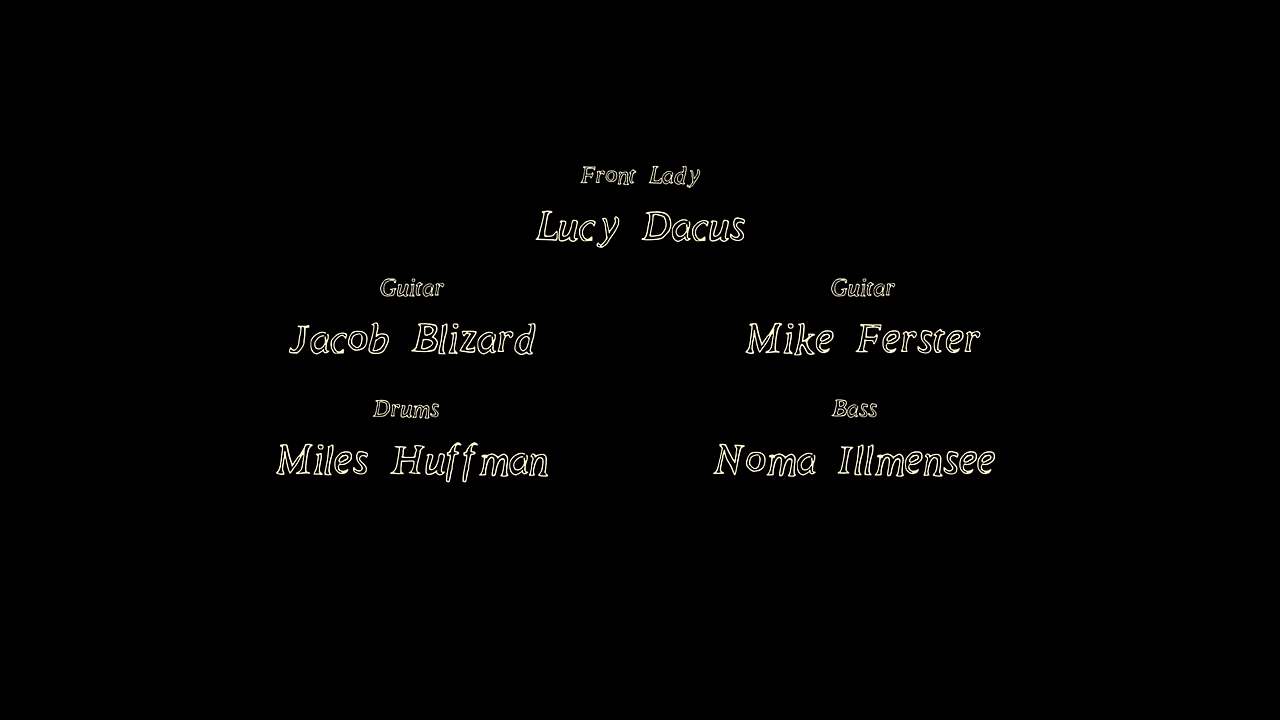 Front Lady
Lucy Dacus
Guitar
Jacob Blizard
Guitar
Mike Ferster
Drums
Miles Huffman
Bass
Noma Illmensee